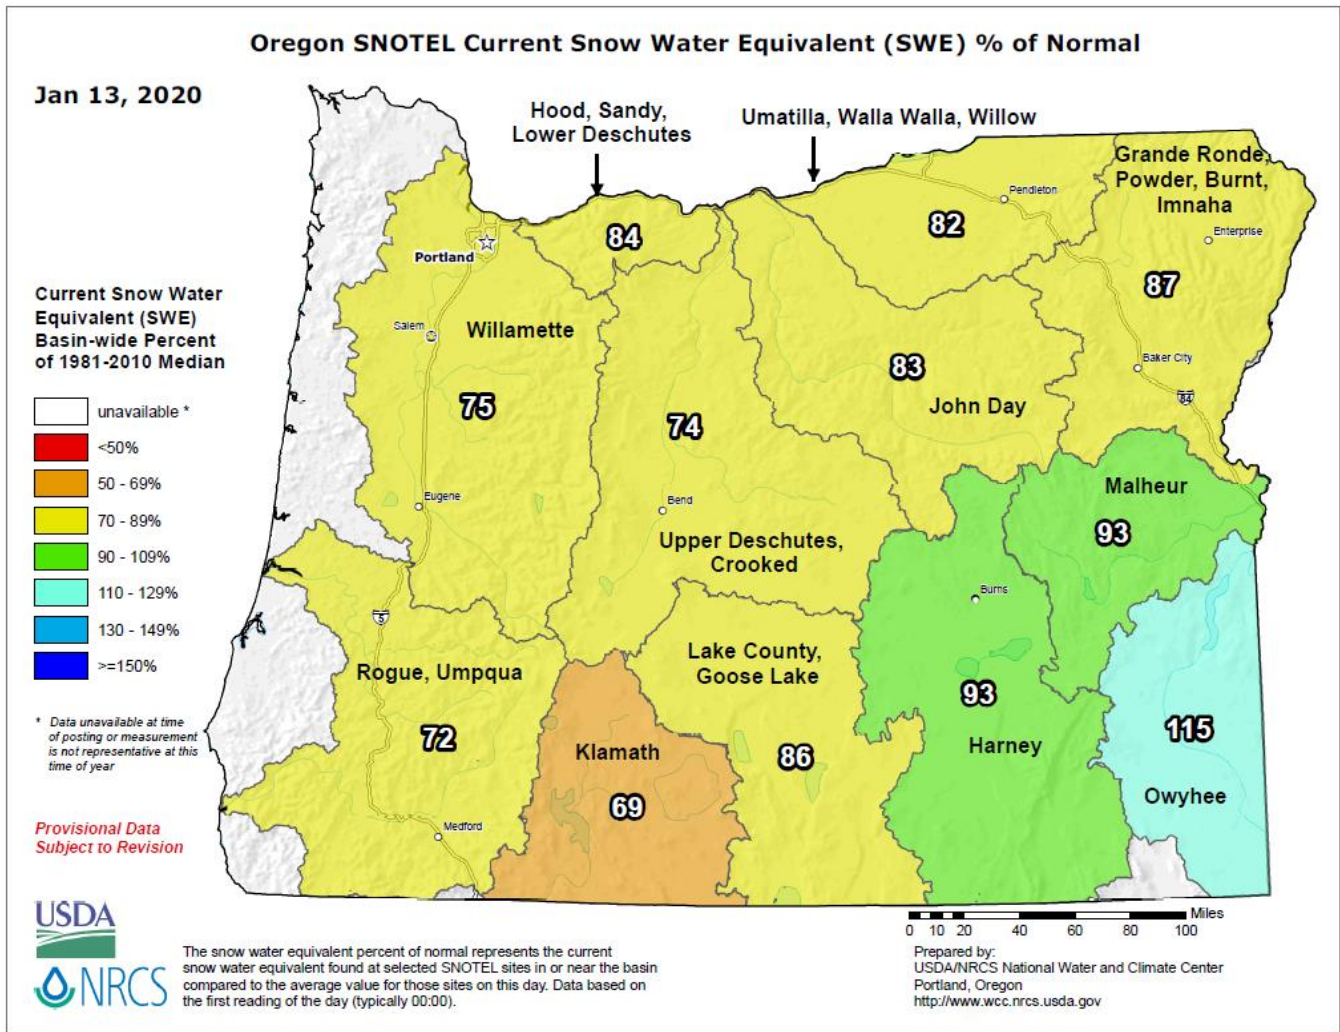 Oregon SNOTEL Current Snow Water Equivalent (SWE) % of Normal
Jan 13, 2020
Hood, Sandy,
Lower Deschutes
Umatilla, Walla Walla, Willow
Grande Ronde,
Powder, Burnt,
Imnaha
Pendleton
Enterprise
84
82
87
Portland
Salem
Willamette
75
74
83
John Day
Baker City
84
Current Snow Water
Equivalent (SWE)
Basin-wide Percent
of 1981-2010 Median
unavailable *
<50%
50 - 69%
70 - 89%
90 - 109%
110 - 129%
130 - 149%
>=150%
* Data unavailable at time
of posting or measurement
is not representative at this
time of year
Provisional Data
Subject to Revision
Eugene
Bend
Upper Deschutes,
Crooked
Malheur
93
Burns
5
Rogue, Umpqua
72
Medford
Klamath
69
Lake County,
Goose Lake
86
93
Harney
115
Owyhee
Miles
0 10 20 40 60 80 100
USDA
NRCS
The snow water equivalent percent of normal represents the current
snow water equivalent found at selected SNOTEL sites in or near the basin
compared to the average value for those sites on this day. Data based on
the first reading of the day (typically 00:00).
Prepared by:
USDA/NRCS National Water and Climate Center
Portland, Oregon
http://www.wcc.nrcs.usda.gov